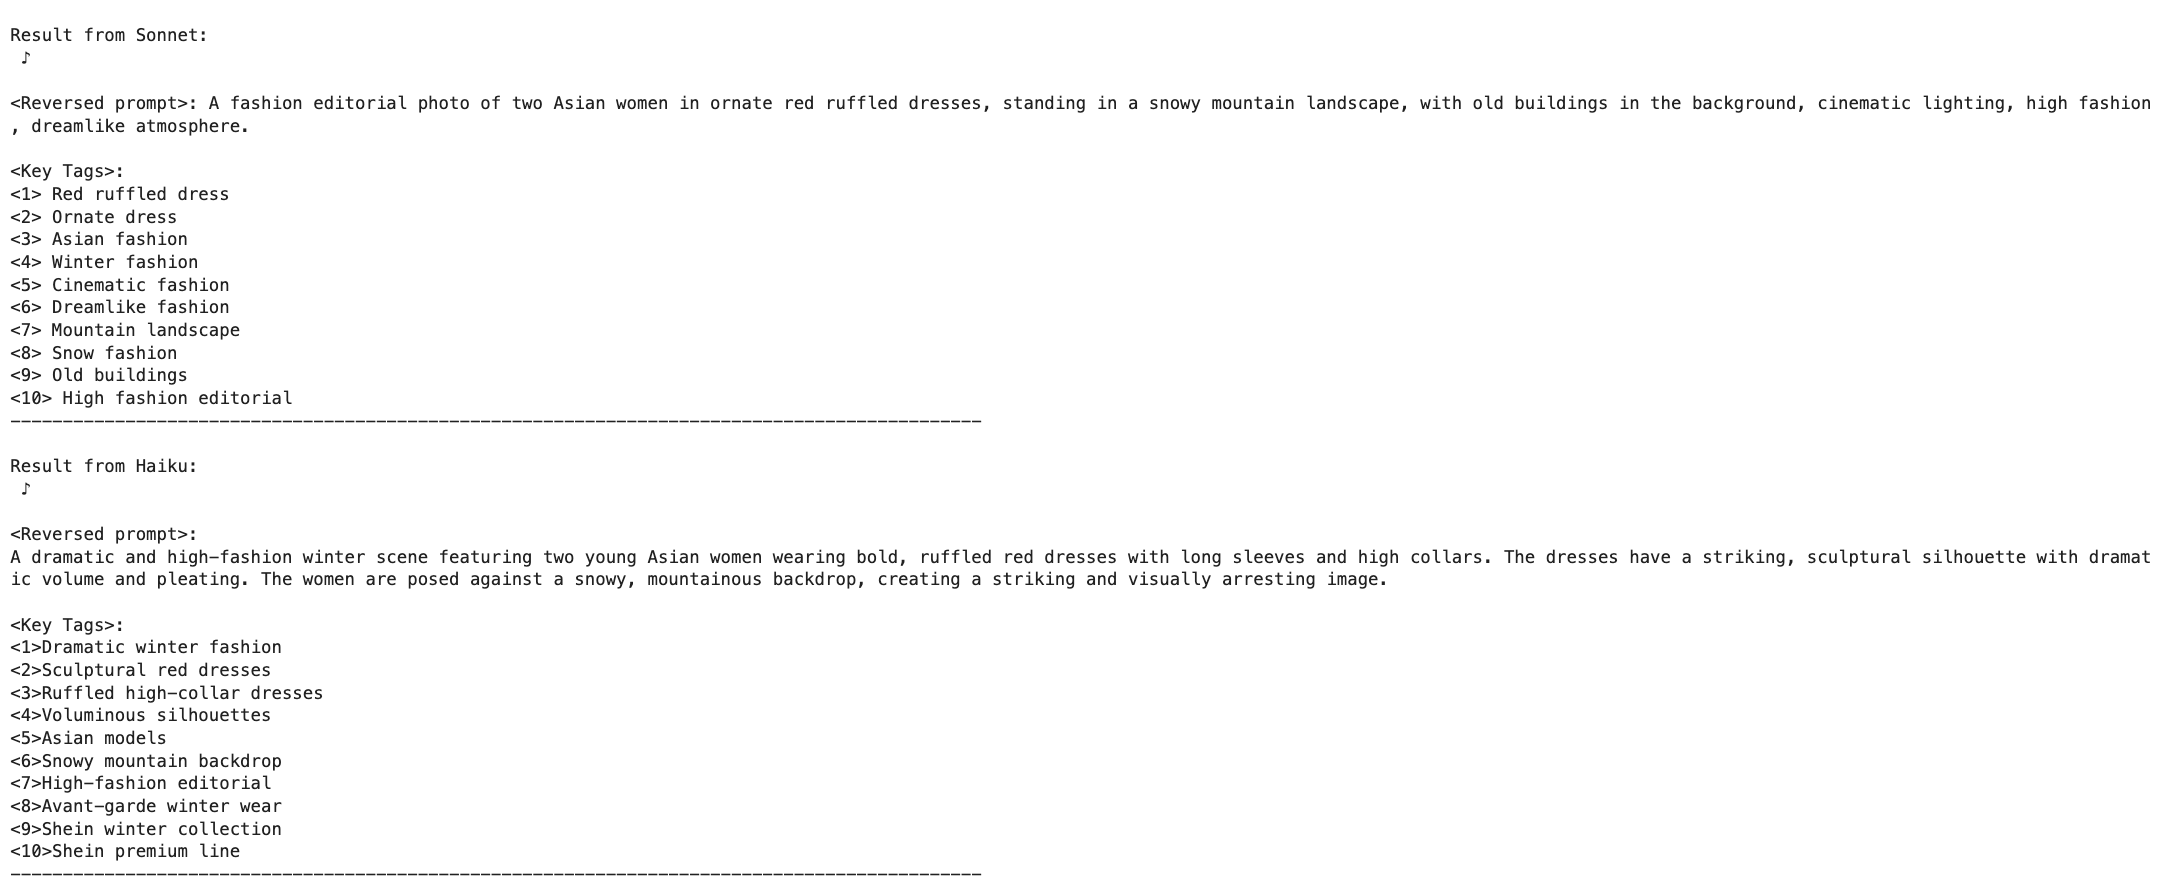 Result from Sonnet:
♪
<Reversed prompt>: A fashion editorial photo of two Asian women in ornate red ruffled dresses, standing in a snowy mountain landscape, with old buildings in the background, cinematic lighting, high fashion
, dreamlike atmosphere.
<Key Tags>:
<1> Red ruffled dress
<2> Ornate dress
<3> Asian fashion
<4> Winter fashion
<5> Cinematic fashion
<6> Dreamlike fashion
<7> Mountain landscape
<8> Snow fashion
<9> Old buildings
<10> High fashion editorial
---------------------------------------------------------------------------------------------
Result from Haiku:
♪
<Reversed prompt>:
A dramatic and high-fashion winter scene featuring two young Asian women wearing bold, ruffled red dresses with long sleeves and high collars. The dresses have a striking, sculptural silhouette with dramat
ic volume and pleating. The women are posed against a snowy, mountainous backdrop, creating a striking and visually arresting image.
<Key Tags>:
<1>Dramatic winter fashion
<2>Sculptural red dresses
<3>Ruffled high-collar dresses
<4>Voluminous silhouettes
<5>Asian models
<6>Snowy mountain backdrop
<7>High-fashion editorial
<8>Avant-garde winter wear
<9>Shein winter collection
<10>Shein premium line
---------------------------------------------------------------------------------------------